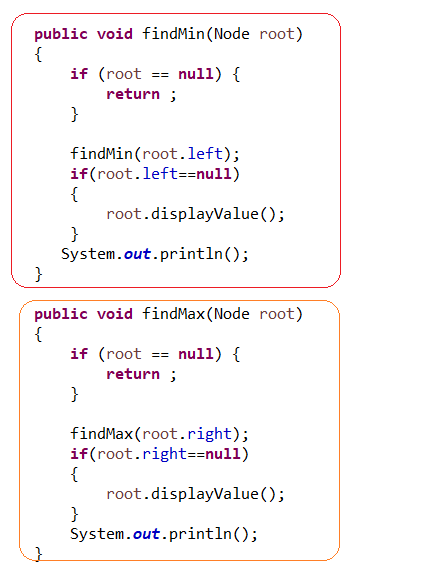 public void findMin(Node root)
{
    if (root == null) {
        return ;
    }

    findMin(root.left);
    if(root.left==null)
    {
        root.displayValue();
    }
   System.out.println();
}
public void findMax(Node root)
{
    if (root == null) {
        return ;
    }

    findMax(root.right);
    if(root.right==null)
    {
        root.displayValue();
    }
    System.out.println();
}